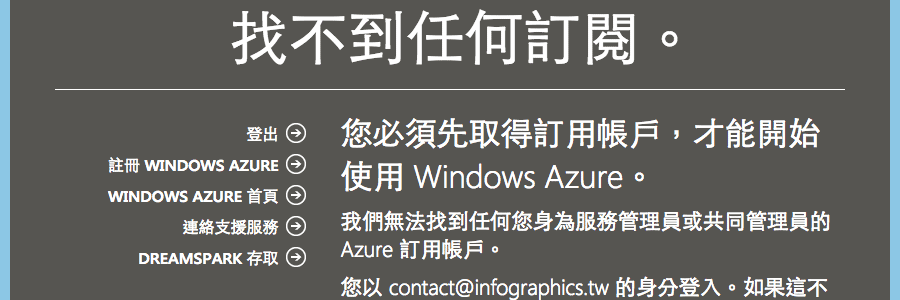 找不到任何訂閱。
登出
註冊 WINDOWS AZURE
WINDOWS AZURE 首頁
連絡支援服務
DREAMSPARK 存取
您必須先取得訂用帳戶，才能開始
使用 Windows Azure。
我們無法找到任何您身為服務管理員或共同管理員的
Azure 訂用帳戶。
您以 contact@infographics.tw 的身分登入。如果這不